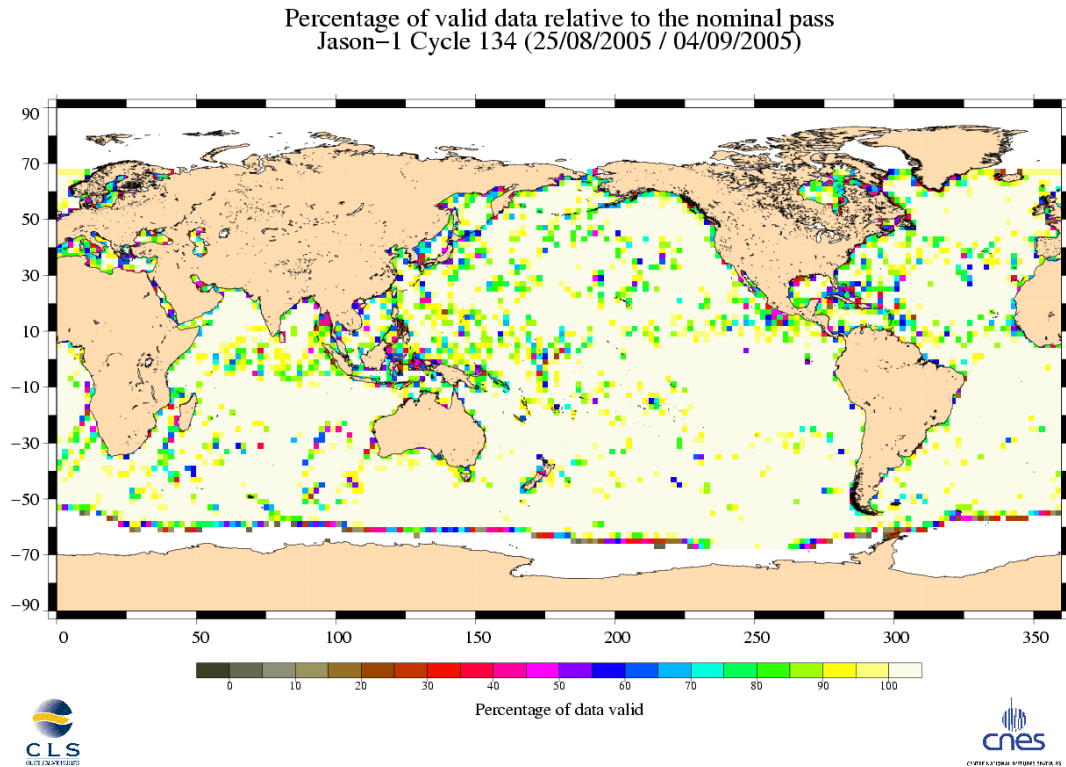 Percentage of valid data relative to the nominal pass
Jason−1 Cycle 134 (25/08/2005 / 04/09/2005)
90
70
50
30
10
−10
−30
−50
−70
−90
0 50 100 150 200 250 300 350
0 10 20 30 40 50 60 70 80 90 100
Percentage of data valid
CLS
cnes